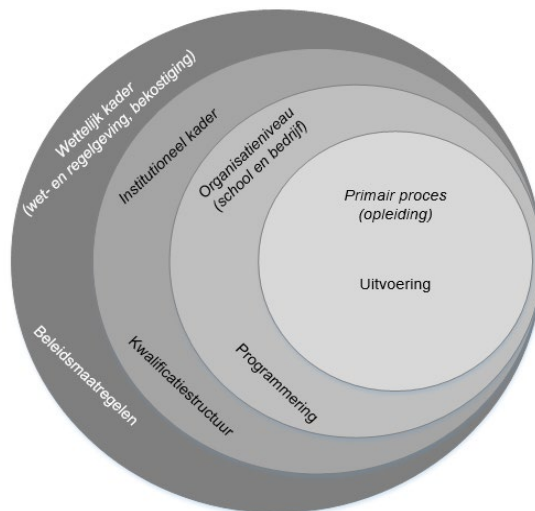 Wettelijk kader
(wet- en regelgeving, bekostiging)
Institutioneel kader
Organisatieniveau
(school en bedrijf)
Primair proces
(opleiding)
Uitvoering
Programmering
Kwalificatiestructuur
Beleidsmaatregelen